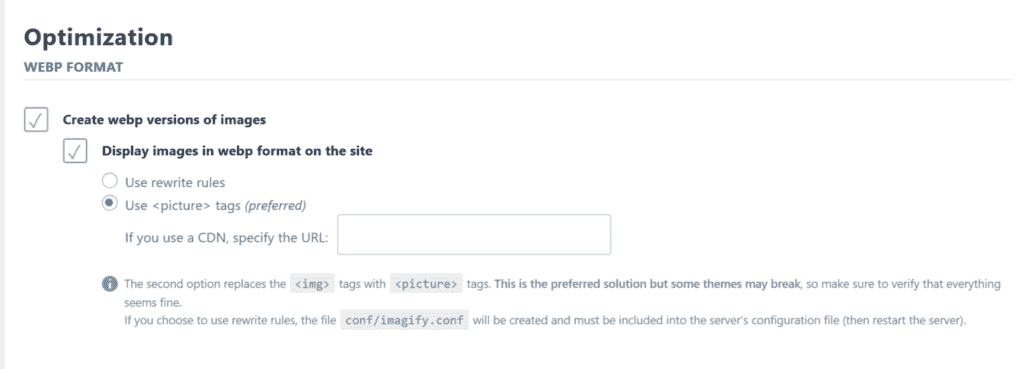 Optimization
WEBP FORMAT
Create webp versions of images
Display images in webp format on the site
Use rewrite rules
Use <picture> tags (preferred)
If you use a CDN, specify the URL:
The second option replaces the <img> tags with <picture> tags. This is the preferred solution but some themes may break, so make sure to verify that everything
seems fine.
If you choose to use rewrite rules, the file conf/imagify.conf will be created and must be included into the server's configuration file (then restart the server).